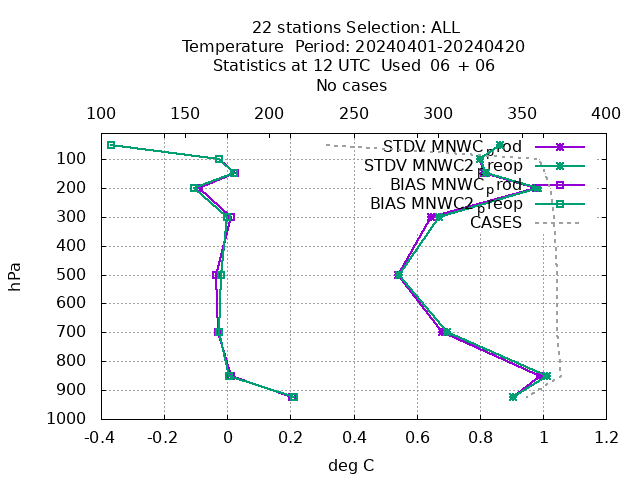 22 stations Selection: ALL
Temperature  Period: 20240401-20240420
Statistics at 12 UTC  Used  06 + 06
No cases
100 150 200 250 300 350 400
STDV MNWC_prod
STDV MNWC2_preop
BIAS MNWC_prod
BIAS MNWC2_preop
CASES
hPa
100
200
300
400
500
600
700
800
900
1000
-0.4 -0.2 0 0.2 0.4 0.6 0.8 1 1.2
deg C